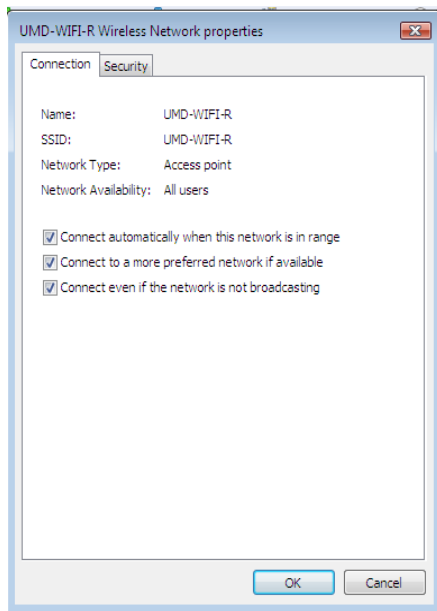 UMD-WIFI-R Wireless Network properties
Connection Security
Name: UMD-WIFI-R
SSID: UMD-WIFI-R
Network Type: Access point
Network Availability: All users
Connect automatically when this network is in range
Connect to a more preferred network if available
Connect even if the network is not broadcasting
OK Cancel